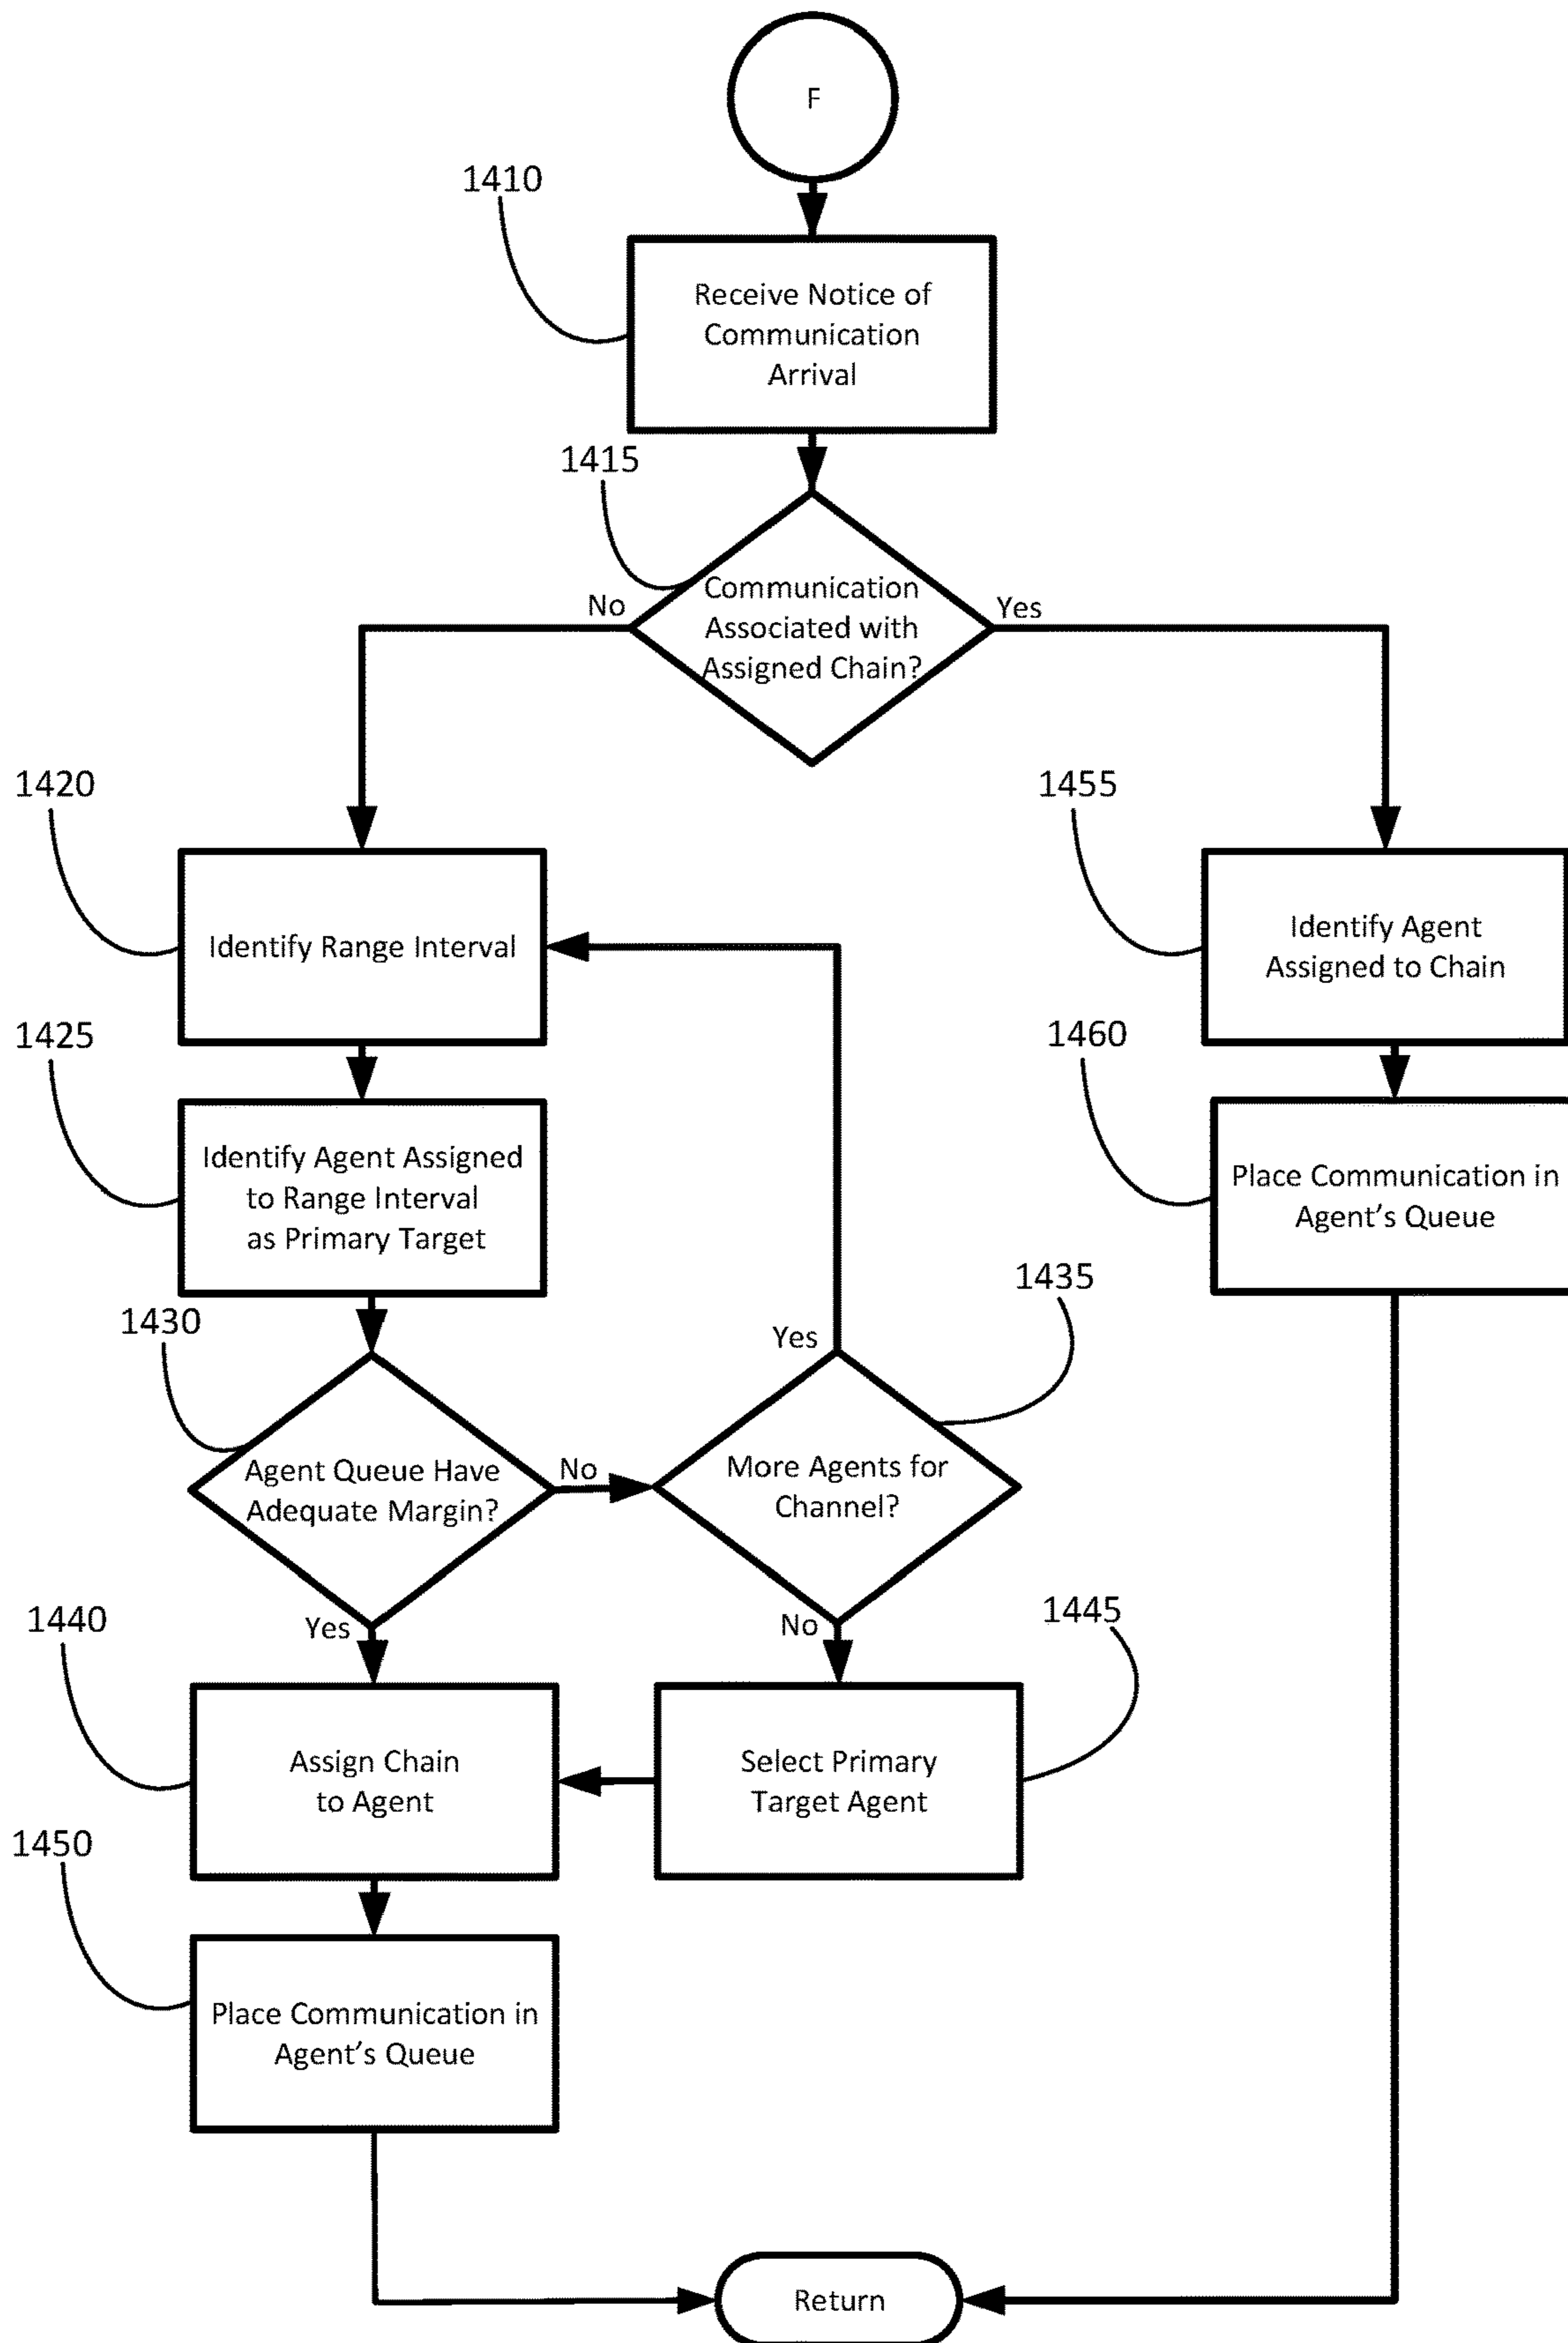 F
1410
Receive Notice of
Communication
Arrival
1415
Communication
Associated with
Assigned Chain?
No
Yes
1420
1455
Identify Range Interval
Identify Agent
Assigned to Chain
1425
1460
Identify Agent Assigned
to Range Interval
as Primary Target
Place Communication in
Agent's Queue
1430
1435
Yes
Agent Queue Have
Adequate Margin?
No
More Agents for
Channel?
Yes
No
1440
1445
Assign Chain
to Agent
Select Primary
Target Agent
1450
Place Communication in
Agent's Queue
Return